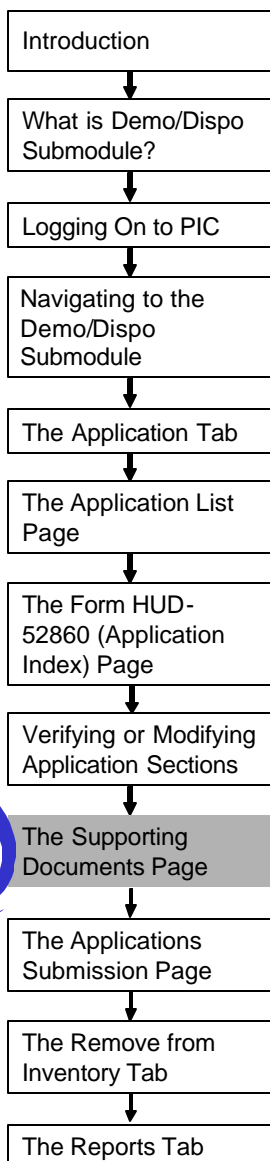 Introduction
What is Demo/Dispo
Submodule?
Logging On to PIC
Navigating to the
Demo/Dispo
Submodule
The Application Tab
The Application List
Page
The Form HUD-
52860 (Application
Index) Page
Verifying or Modifying
Application Sections
The Supporting
Documents Page
The Applications
Submission Page
The Remove from
Inventory Tab
The Reports Tab